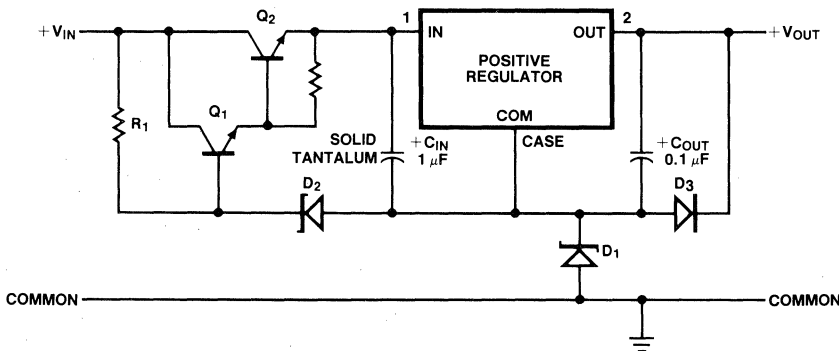 Q2
1
2
+VIN
IN
OUT
+VOUT
POSITIVE
REGULATOR
Q1
R1
COM
SOLID
TANTALUM
+CIN
1 μF
CASE
+COUT
0.1 μF
D2
D3
D1
COMMON
COMMON